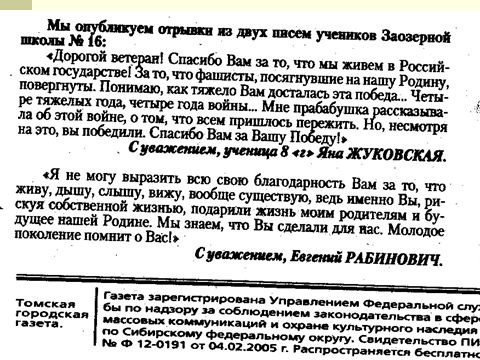 Мы опубликуем отрывки из двух писем учеников Заозерной
школы № 16:
«Дорогой ветеран! Спасибо Вам за то, что мы живем в Россий-
ском государстве! За то, что фашисты, посягнувшие на нашу Родину,
повергнуты. Понимаю, как тяжело Вам досталась эта победа... Четы-
ре тяжелых года, четыре года войны... Мне прабабушка рассказыва-
ла об этой войне, о том, что всем пришлось пережить. Но, несмотря
на это, вы победили. Спасибо Вам за Вашу Победу!»
С уважением, ученица 8 «г» Яна ЖУКОВСКАЯ.
«Я не могу выразить всю свою благодарность Вам за то, что
живу, дышу, слышу, вижу, вообще существую, ведь именно Вы, ри-
скуя собственной жизнью, подарили жизнь моим родителям и бу-
дущее нашей Родине. Мы знаем, что Вы сделали для нас. Молодое
поколение помнит о Вас!»
С уважением, Евгений РАБИНОВИЧ.
Томская
городская
газета.
Газета зарегистрирована Управлением Федеральной слу
бы по надзору за соблюдением законодательства в сфер
массовых коммуникаций и охране культурного наследия
по Сибирскому федеральному округу. Свидетельство ПИ
№ Ф 12-0191 от 04.02.2005 г. Распространяется бесплатно